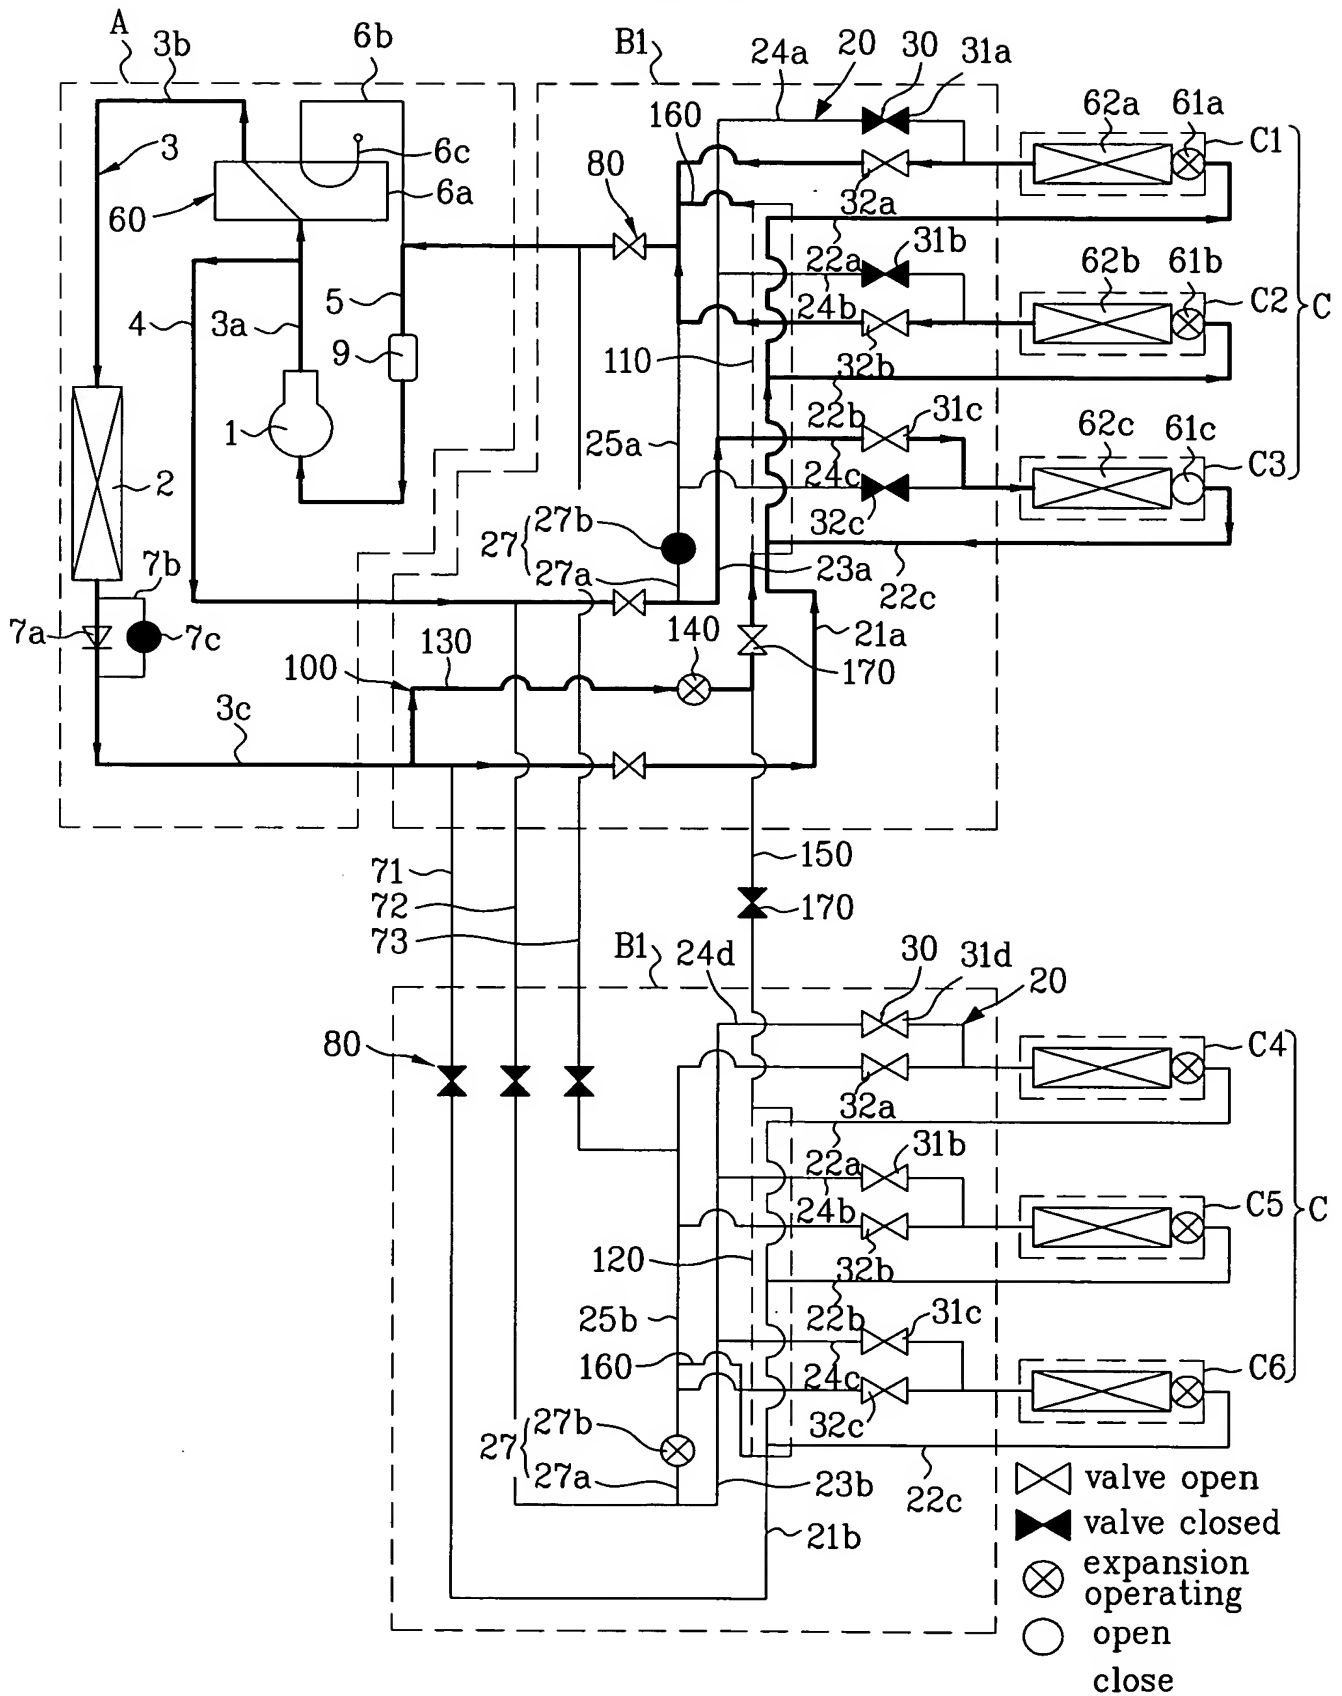 A
3b
6b
B1
24a
20
30
31a
62a
61a
C1
160
3
6c
6a
60
80
32a
22a
31b
62b
61b
C2
C
4
3a
5
9
24b
110
32b
22b
31c
1
25a
24c
62c
61c
C3
2
27
27b
27a
32c
23a
22c
7b
7a
7c
140
21a
100
130
170
3c
71
150
72
170
73
B1
24d
30
31d
20
80
C4
32a
22a
31b
24b
C5
C
120
32b
22b
31c
25b
160
24c
C6
32c
27
27b
27a
23b
22c
21b
valve open
valve closed
expansion
operating
open
close